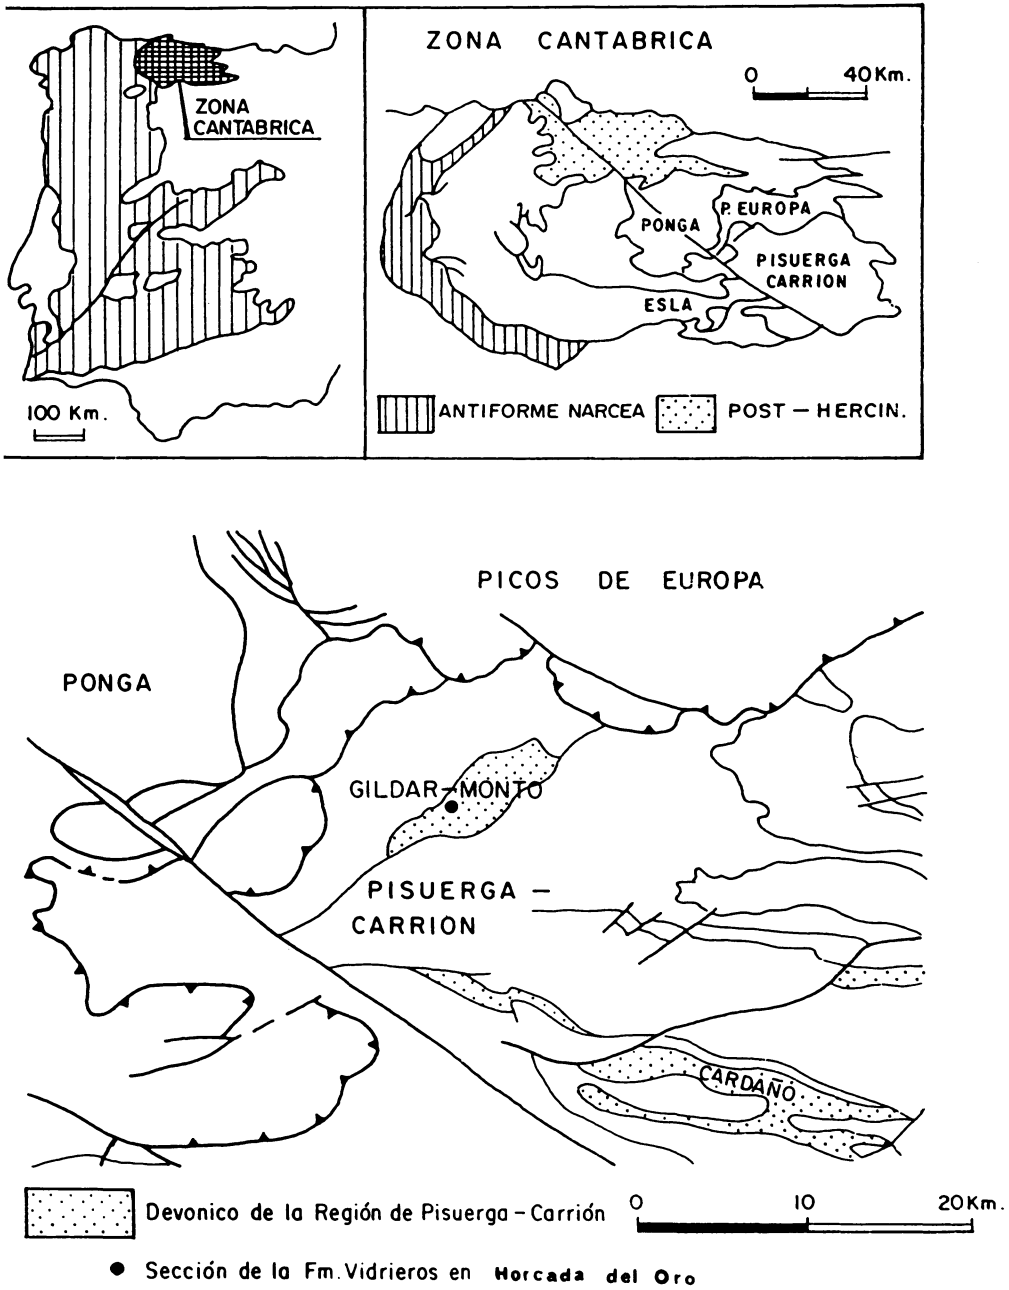 ZONA
CANTABRICA
100 Km.
ZONA CANTABRICA
0 40 Km.
PONGA
P. EUROPA
PISUERGA
CARRION
ESLA
ANTIFORME NARCEA
POST - HERCIN.
PICOS DE EUROPA
PONGA
GILDAR-MONTO
PISUERGA -
CARRION
CARDAÑO
Devonico de la Región de Pisuerga-Carrión
0 10 20 Km.
Sección de la Fm. Vidrieros en Horcada del Oro